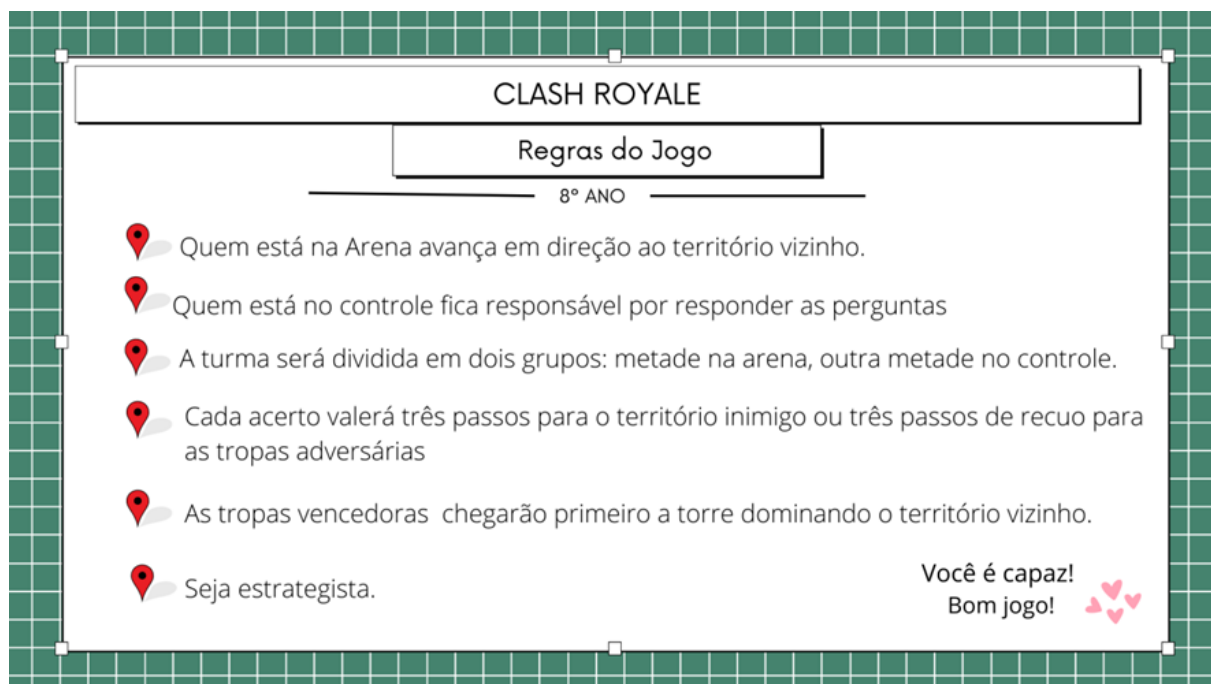 CLASH ROYALE
Regras do Jogo
8° ANO
Quem está na Arena avança em direção ao território vizinho.
Quem está no controle fica responsável por responder as perguntas
A turma será dividida em dois grupos: metade na arena, outra metade no controle.
Cada acerto valerá três passos para o território inimigo ou três passos de recuo para
as tropas adversárias
As tropas vencedoras  chegarão primeiro a torre dominando o território vizinho.
Seja estrategista.
Você é capaz!
Bom jogo!